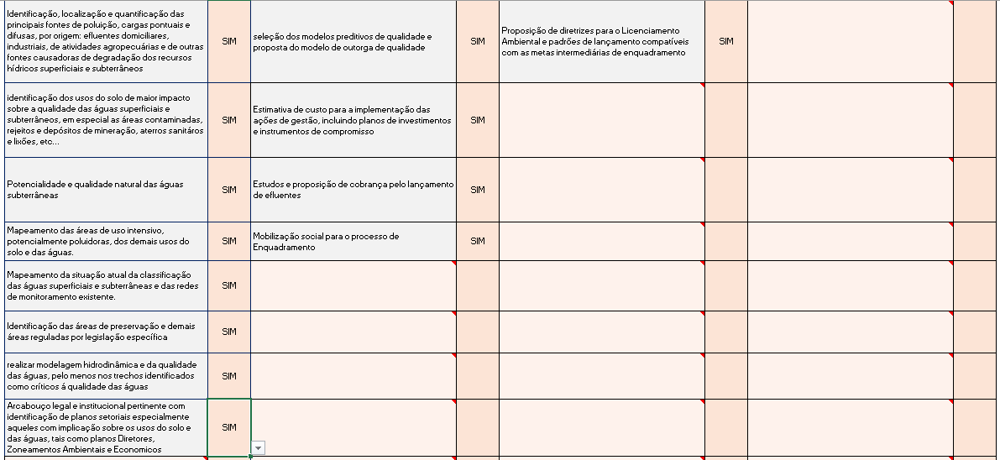 Identificação, localização e quantificação das
principais fontes de poluição, cargas pontuais e
difusas, por origem: efluentes domiciliares,
industriais, de atividades agropecuárias e de outras
fontes causadoras de degradação dos recursos
hídricos superficiais e subterrâneos
SIM
seleção dos modelos preditivos de qualidade e
proposta do modelo de outorga de qualidade
SIM
Proposição de diretrizes para o Licenciamento
Ambiental e padrões de lançamento compatíveis
com as metas intermediárias de enquadramento
SIM
identificação dos usos do solo de maior impacto
sobre a qualidade das águas superficiais e
subterrâneos, em especial as áreas contaminadas,
rejeitos e depósitos de mineração, aterros sanitáros
e lixões, etc...
SIM
Estimativa de custo para a implementação das
ações de gestão, incluindo planos de investimentos
e instrumentos de compromisso
SIM
Potencialidade e qualidade natural das águas
subterrâneas
SIM
Estudos e proposição de cobrança pelo lançamento
de efluentes
SIM
Mapeamento das áreas de uso intensivo,
potencialmente poluidoras, dos demais usos do
solo e das águas.
SIM
Mobilização social para o processo de
Enquadramento
SIM
Mapeamento da situação atual da classificação
das águas superficiais e subterrâneas e das redes
de monitoramento existente.
SIM
Identificação das áreas de preservação e demais
áreas reguladas por legislação específica
SIM
realizar modelagem hidrodinâmica e da qualidade
das águas, pelo menos nos trechos identificados
como críticos á qualidade das águas
SIM
Arcabouço legal e institucional pertinente com
identificação de planos setoriais especialmente
aqueles com implicação sobre os usos do solo e
das águas, tais como planos Diretores,
Zoneamentos Ambientais e Economicos
SIM